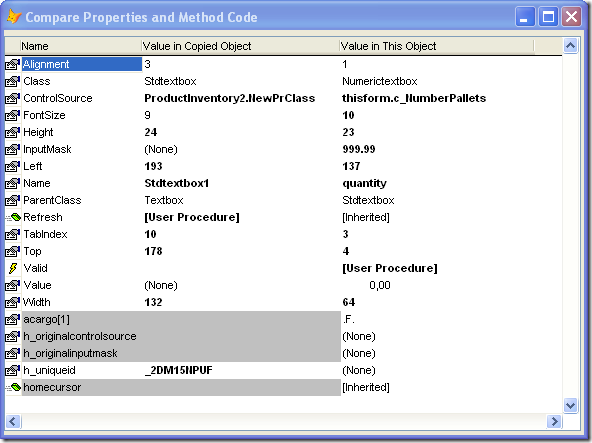 Compare Properties and Method Code
Name Value in Copied Object Value in This Object
Alignment 3 1
Class Stdtextbox Numerictextbox
ControlSource ProductInventory2.NewPrClass thisform.c_NumberPallets
FontSize 9 10
Height 24 23
InputMask (None) 999.99
Left 193 137
Name Stdtextbox1 quantity
ParentClass Textbox Stdtextbox
Refresh [User Procedure] [Inherited]
TabIndex 10 3
Top 178 4
Valid [User Procedure]
Value (None) 0,00
Width 132 64
acargo[1] .F.
h_originalcontrolsource (None)
h_originalinputmask (None)
h_uniqueid _2DM15NPUF (None)
homecursor [Inherited]